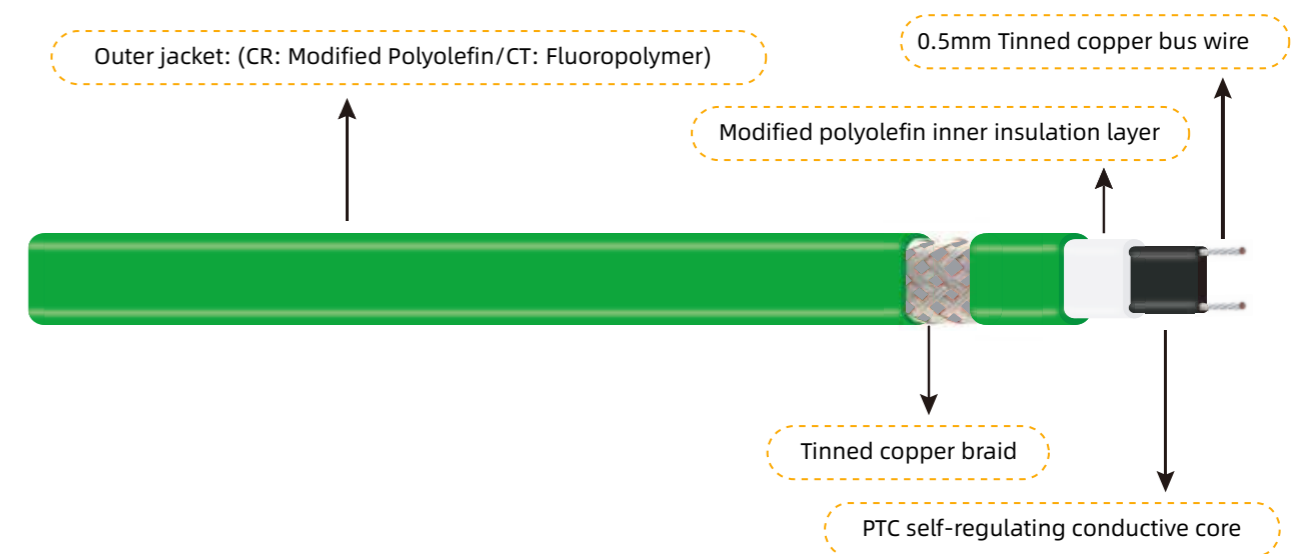 Outer jacket: (CR: Modified Polyolefin/CT: Fluoropolymer)
0.5mm Tinned copper bus wire
Modified polyolefin inner insulation layer
Tinned copper braid
PTC self-regulating conductive core